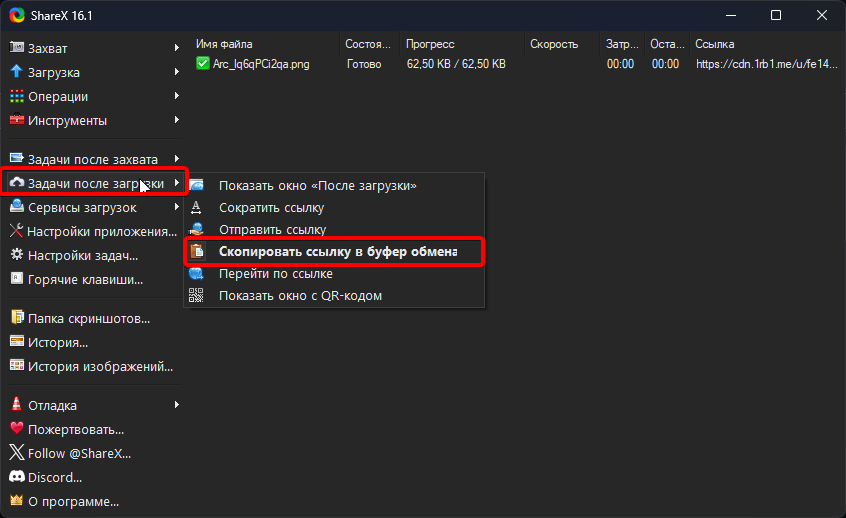 ShareX 16.1
Имя файла Состоя... Прогресс Скорость Затр... Оста... Ссылка
Arc_lq6qPCi2qa.png Готово 62,50 KB / 62,50 KB 00:00 00:00 https://cdn.1rb1.me/u/fe14...
Захват
Загрузка
Операции
Инструменты
Задачи после захвата
Задачи после загрузки
Сервисы загрузок
Настройки приложения...
Настройки задач...
Горячие клавиши...
Папка скриншотов...
История...
История изображений...
Отладка
Пожертвовать...
Follow @ShareX...
Discord...
О программе...
Показать окно «После загрузки»
Сократить ссылку
Отправить ссылку
Скопировать ссылку в буфер обмена
Перейти по ссылке
Показать окно с QR-кодом